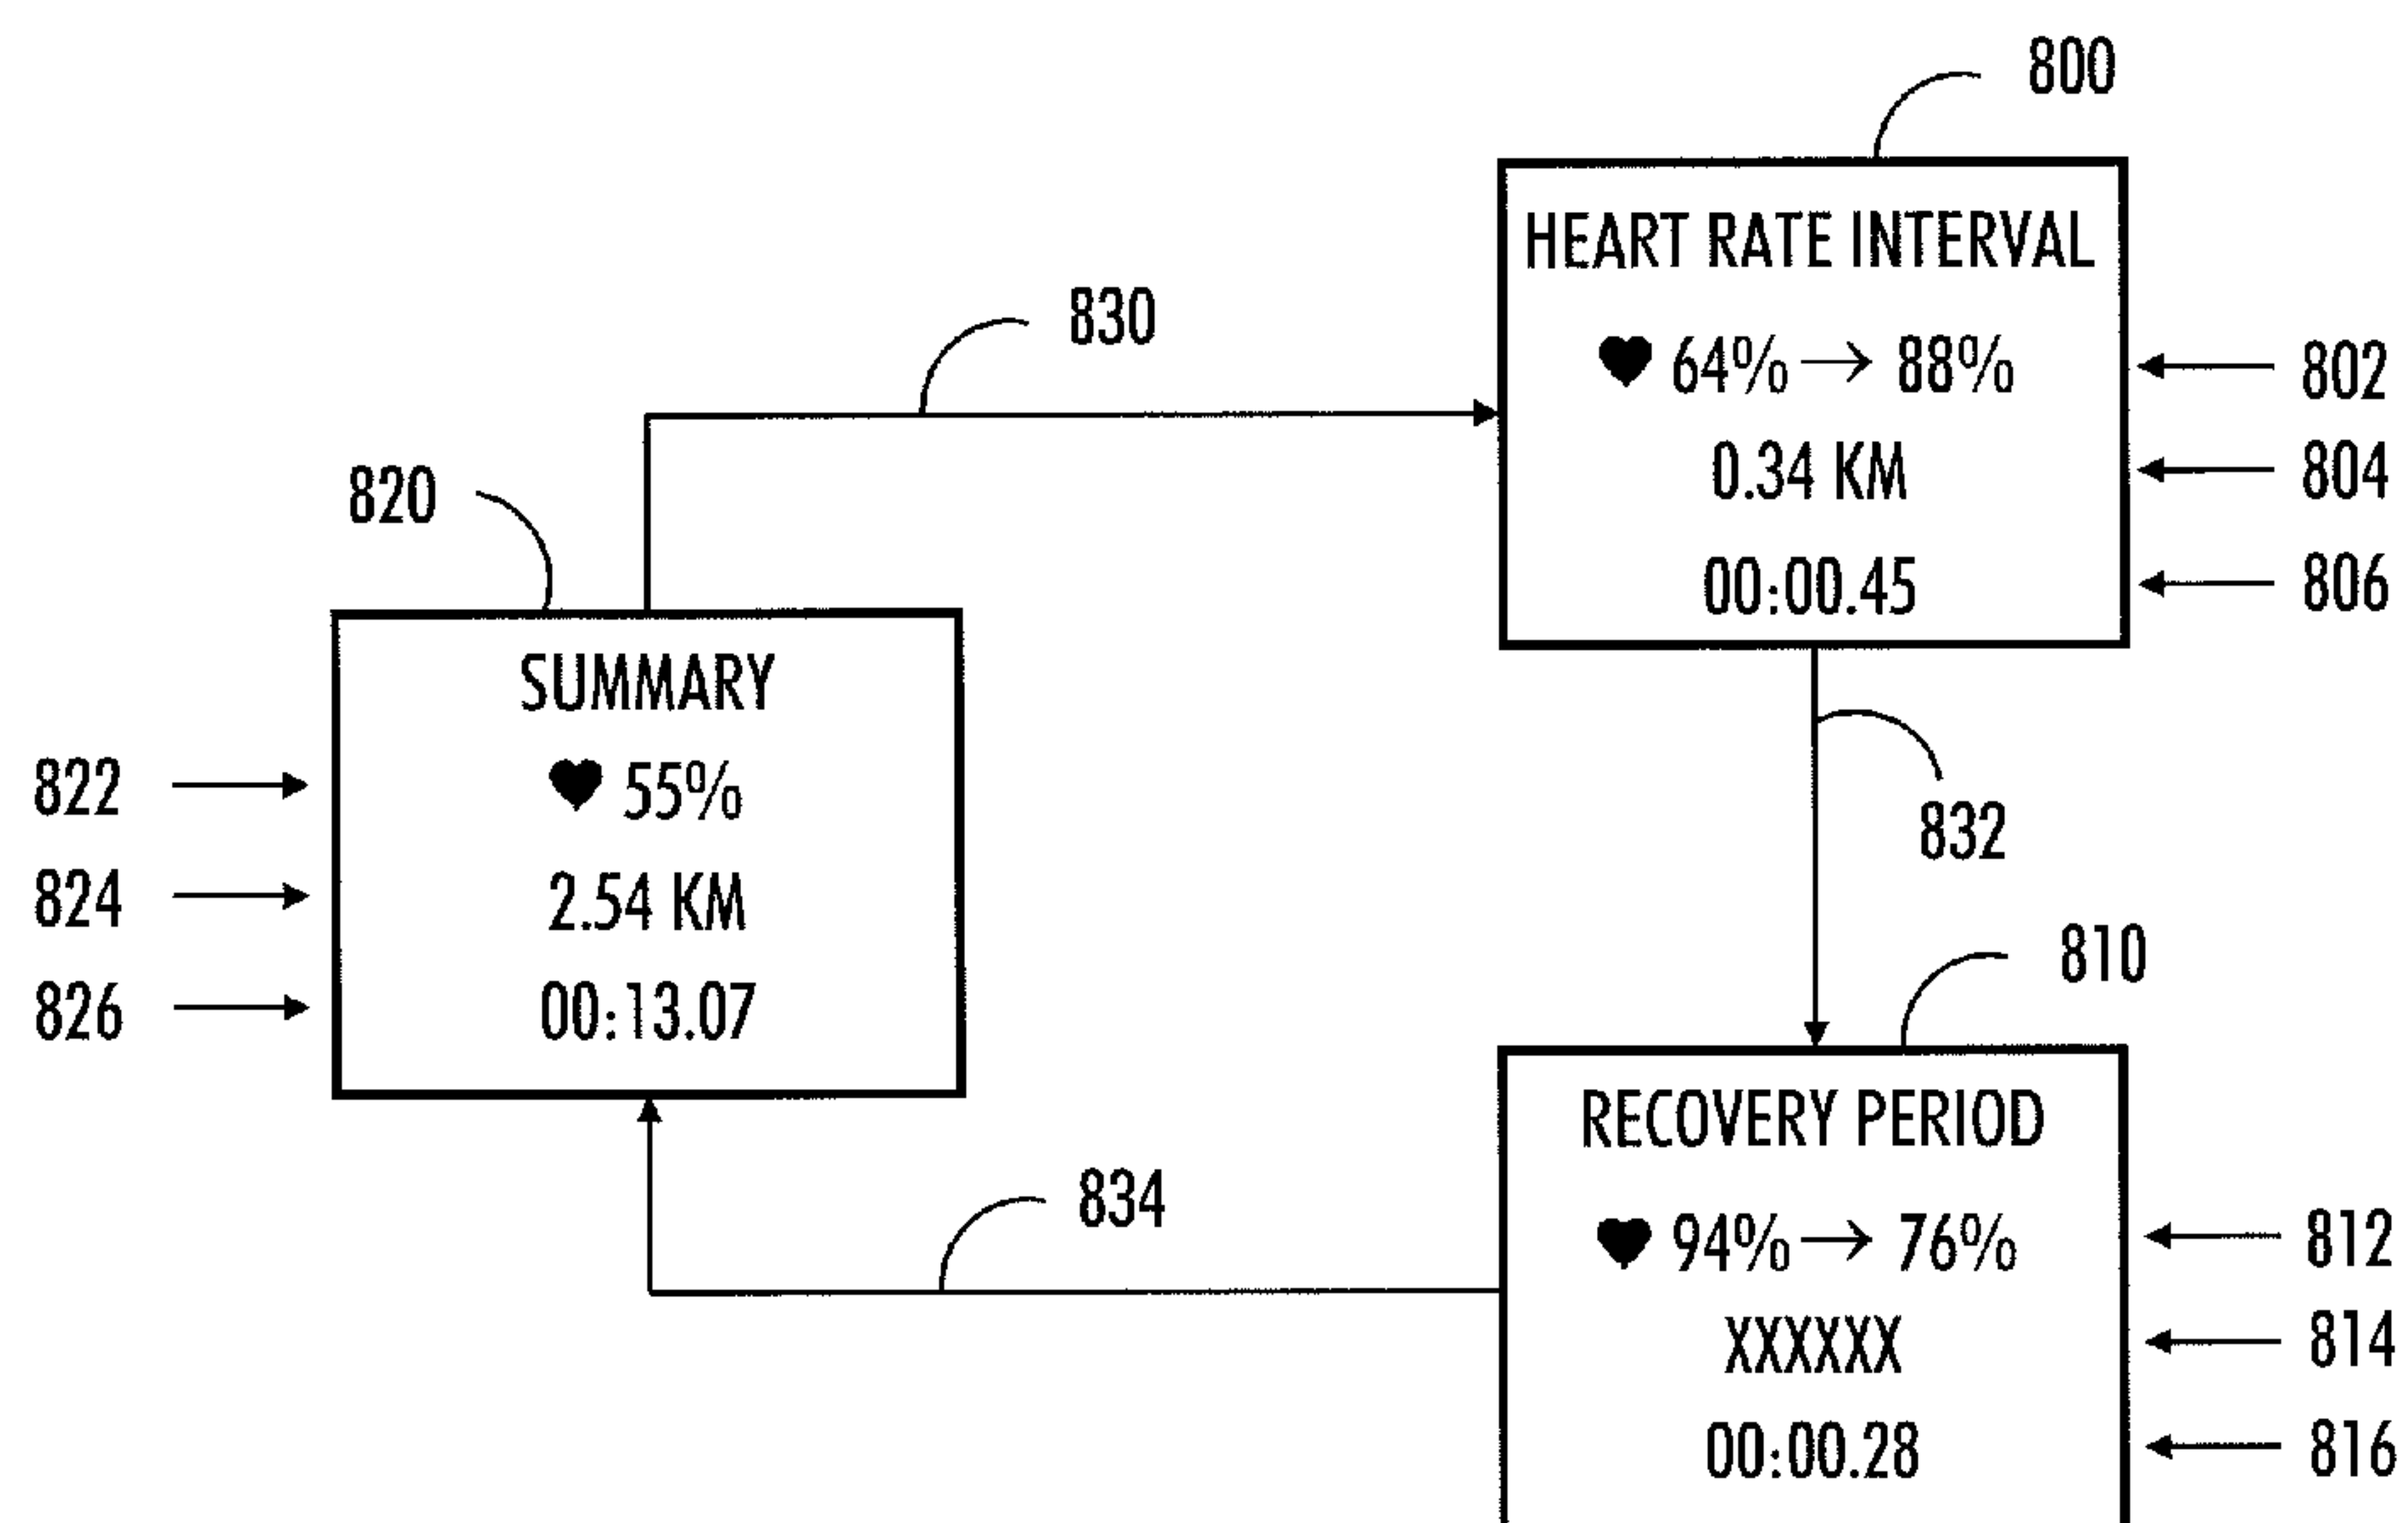 800
HEART RATE INTERVAL
♥ 64% → 88%
802
0.34 KM
804
00:00.45
806
830
820
SUMMARY
822
♥ 55%
824
2.54 KM
826
00:13.07
832
810
RECOVERY PERIOD
♥ 94% → 76%
812
XXXXXX
814
00:00.28
816
834